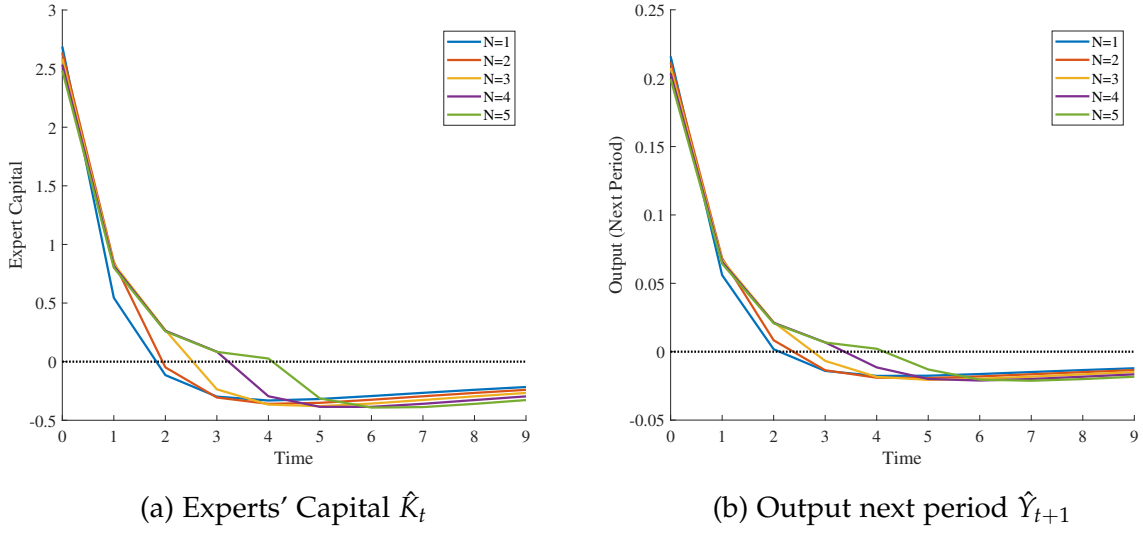 3
2.5
2
1.5
1
0.5
0
-0.5
Expert Capital
0 1 2 3 4 5 6 7 8 9
Time
N=1
N=2
N=3
N=4
N=5
(a) Experts' Capital K̂ₜ
0.25
0.2
0.15
0.1
0.05
0
-0.05
Output (Next Period)
0 1 2 3 4 5 6 7 8 9
Time
N=1
N=2
N=3
N=4
N=5
(b) Output next period Ŷₜ₊₁